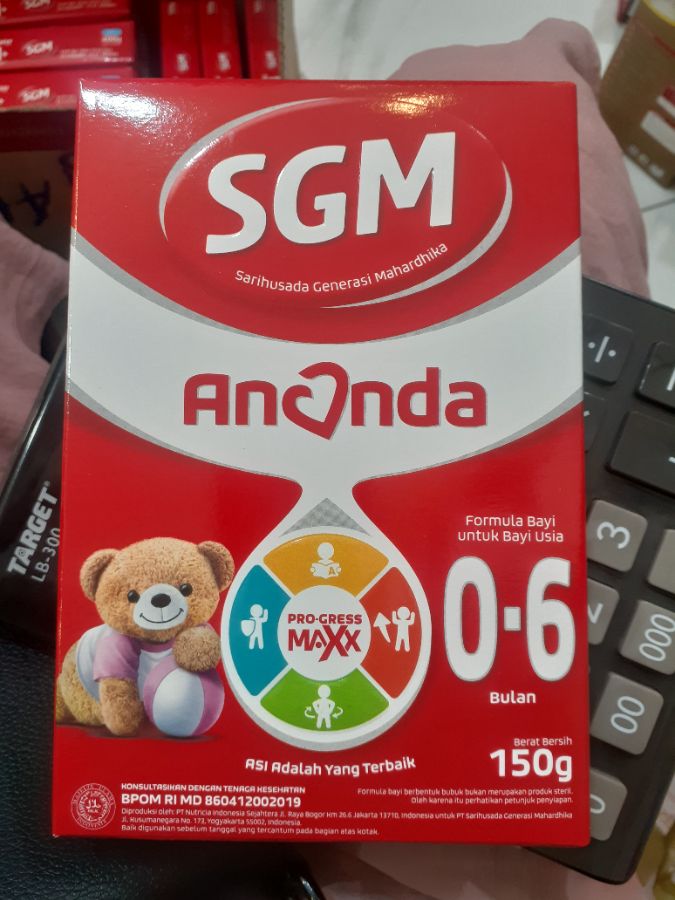 SGM
SGM
SGM
Sarihusada Generasi Mahardhika
Ananda
TARGET
LB-300
Formula Bayi
untuk Bayi Usia
0-6
Bulan
PRO-GRESS
MAXX
A
ASI Adalah Yang Terbaik
Berat Bersih
150g
KONSULTASIKAN DENGAN TENAGA KESEHATAN
BPOM RI MD 860412002019
Formula bayi berbentuk bubuk bukan merupakan produk steril.
Oleh karena itu perhatikan petunjuk penyiapan.
Diproduksi oleh: PT Nutricia Indonesia Sejahtera Jl. Raya Bogor Km 26.6 Jakarta 13710, Indonesia untuk PT Sarihusada Generasi Mahardhika
Jl. Kusumanegara No. 173, Yogyakarta 55002, Indonesia.
Baik digunakan sebelum tanggal yang tercantum pada bagian atas kotak.
÷
3
000
00